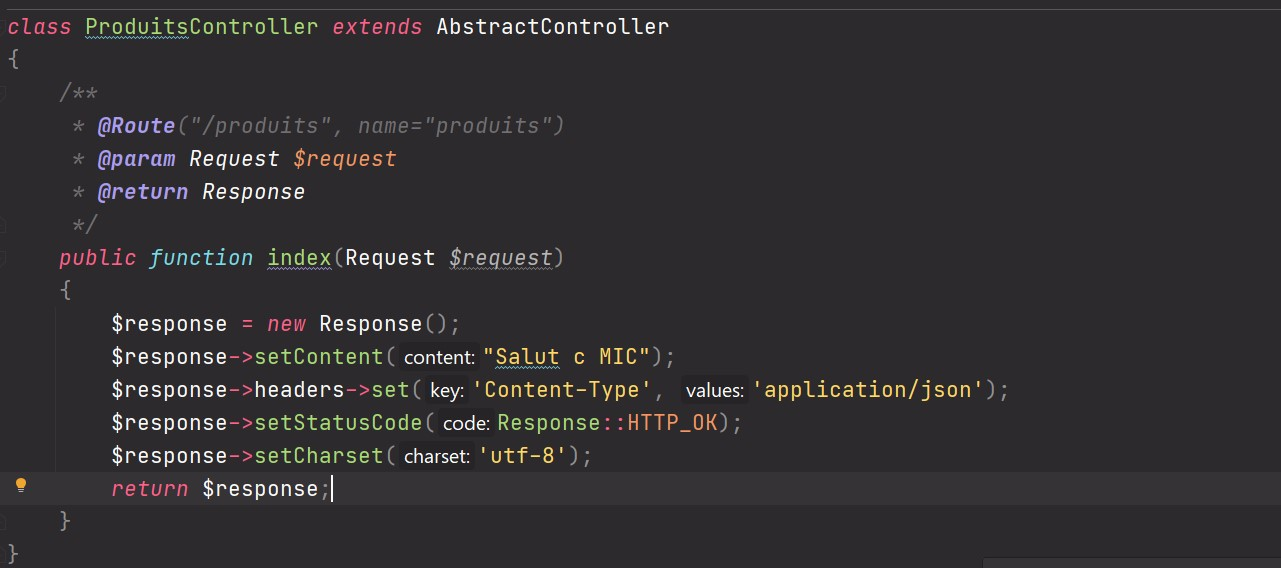 class ProduitsController extends AbstractController
{
/**
* @Route("/produits", name="produits")
* @param Request $request
* @return Response
*/
public function index(Request $request)
{
$response = new Response();
$response->setContent( content: "Salut c MIC");
$response->headers->set( key: 'Content-Type', values: 'application/json');
$response->setStatusCode( code: Response::HTTP_OK);
$response->setCharset( charset: 'utf-8');
return $response;
}
}